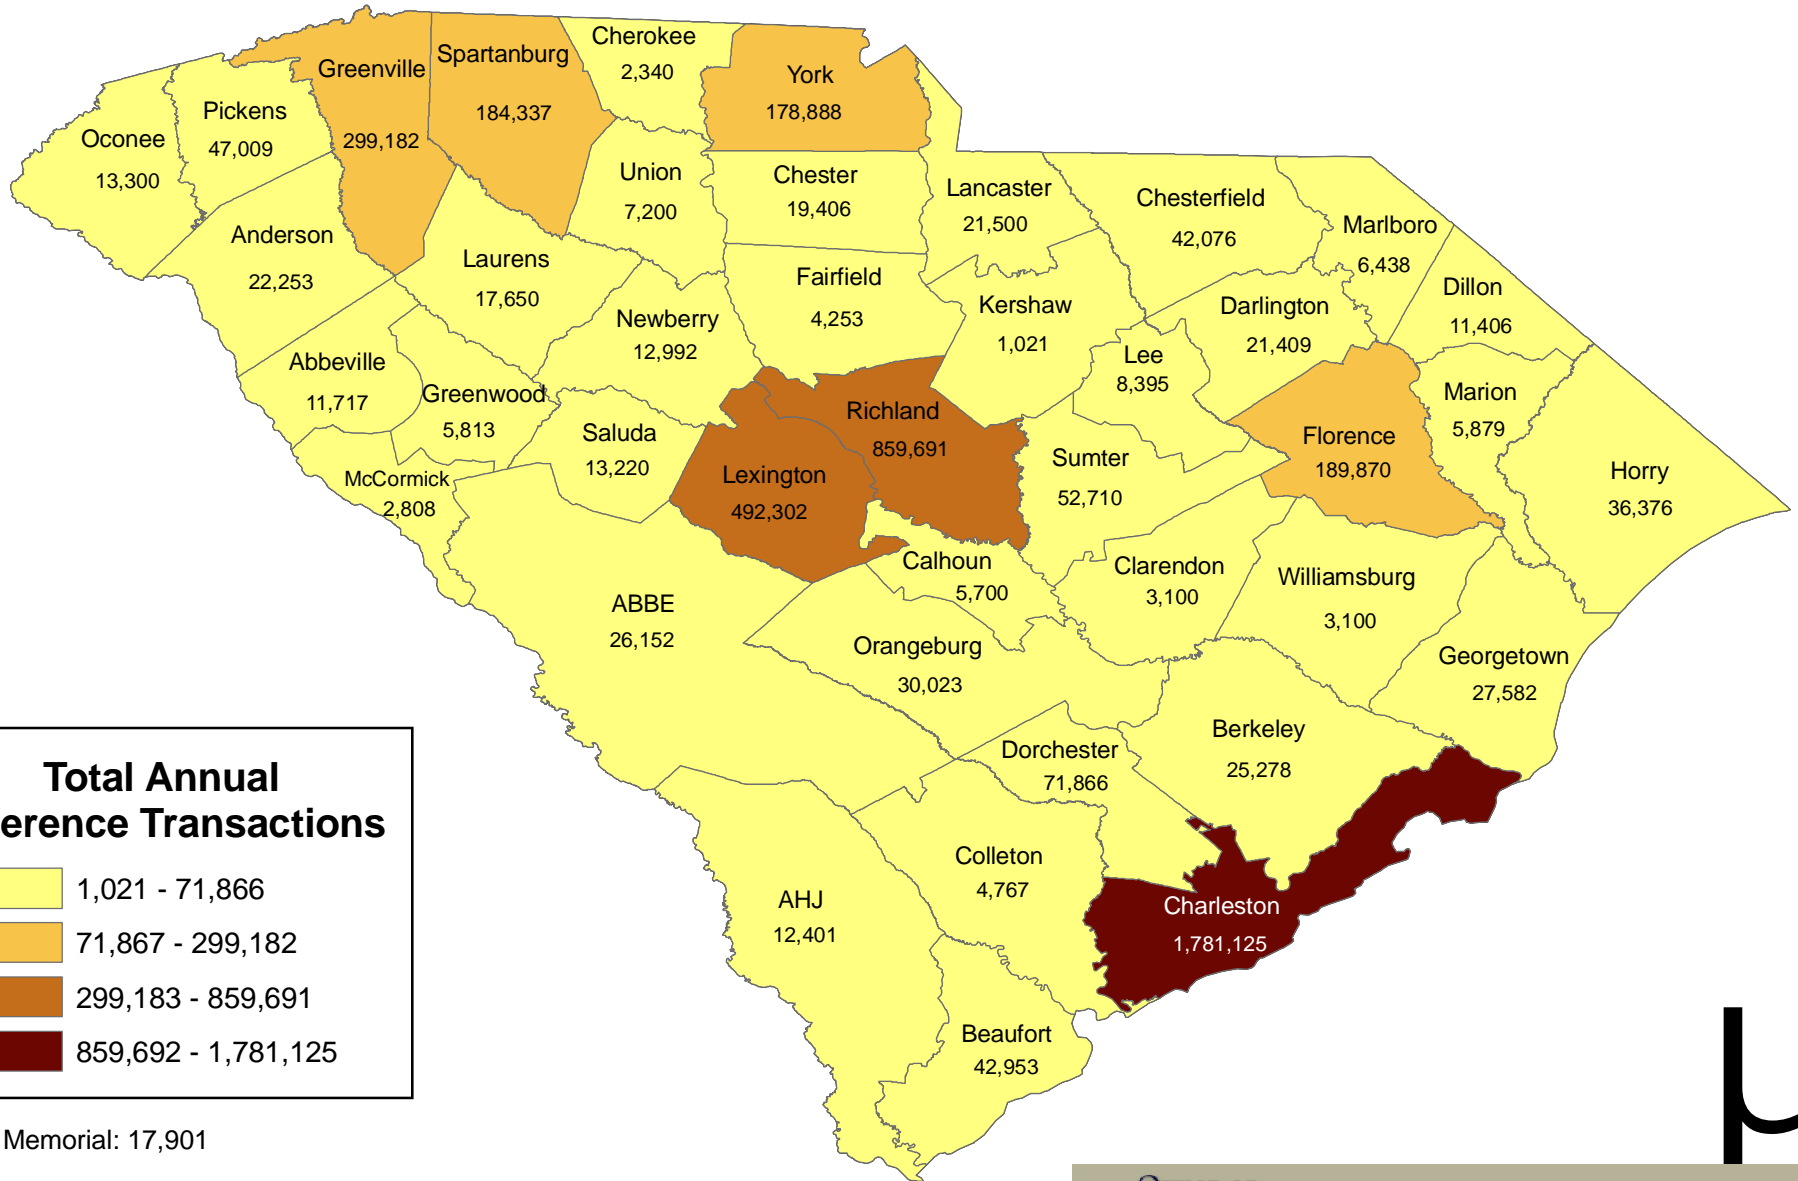 Cherokee
2,340
Spartanburg
184,337
Greenville
299,182
York
178,888
Pickens
47,009
Oconee
13,300
Union
7,200
Chester
19,406
Lancaster
21,500
Chesterfield
42,076
Marlboro
6,438
Anderson
22,253
Laurens
17,650
Fairfield
4,253
Kershaw
1,021
Darlington
21,409
Dillon
11,406
Newberry
12,992
Lee
8,395
Abbeville
11,717
Greenwood
5,813
Marion
5,879
Richland
859,691
Saluda
13,220
Florence
189,870
Lexington
492,302
Sumter
52,710
Horry
36,376
McCormick
2,808
Calhoun
5,700
Clarendon
3,100
Williamsburg
3,100
ABBE
26,152
Orangeburg
30,023
Georgetown
27,582
Berkeley
25,278
Dorchester
71,866
Colleton
4,767
AHJ
12,401
Charleston
1,781,125
Beaufort
42,953
Total Annual
erence Transactions
1,021 - 71,866
71,867 - 299,182
299,183 - 859,691
859,692 - 1,781,125
Memorial: 17,901
µ